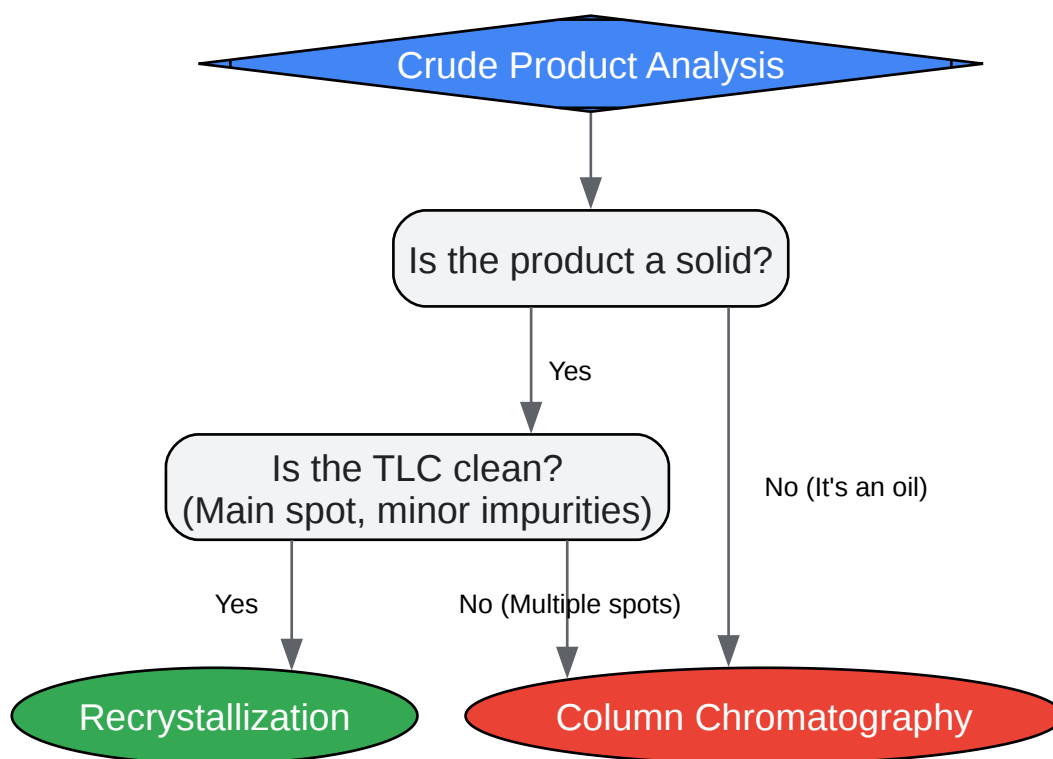 Crude Product Analysis
Is the product a solid?
Yes
Is the TLC clean?
(Main spot, minor impurities)
No (It's an oil)
Yes
No (Multiple spots)
Recrystallization
Column Chromatography